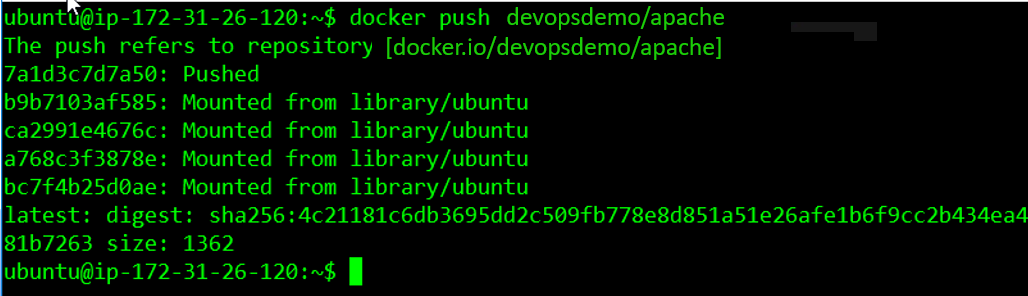 ubuntu@ip-172-31-26-120:~$ docker push devopsdemo/apache
The push refers to repository [docker.io/devopsdemo/apache]
7a1d3c7d7a50: Pushed
b9b7103af585: Mounted from library/ubuntu
ca2991e4676c: Mounted from library/ubuntu
a768c3f3878e: Mounted from library/ubuntu
bc7f4b25d0ae: Mounted from library/ubuntu
latest: digest: sha256:4c21181c6db3695dd2c509fb778e8d851a51e26afe1b6f9cc2b434ea4
81b7263 size: 1362
ubuntu@ip-172-31-26-120:~$